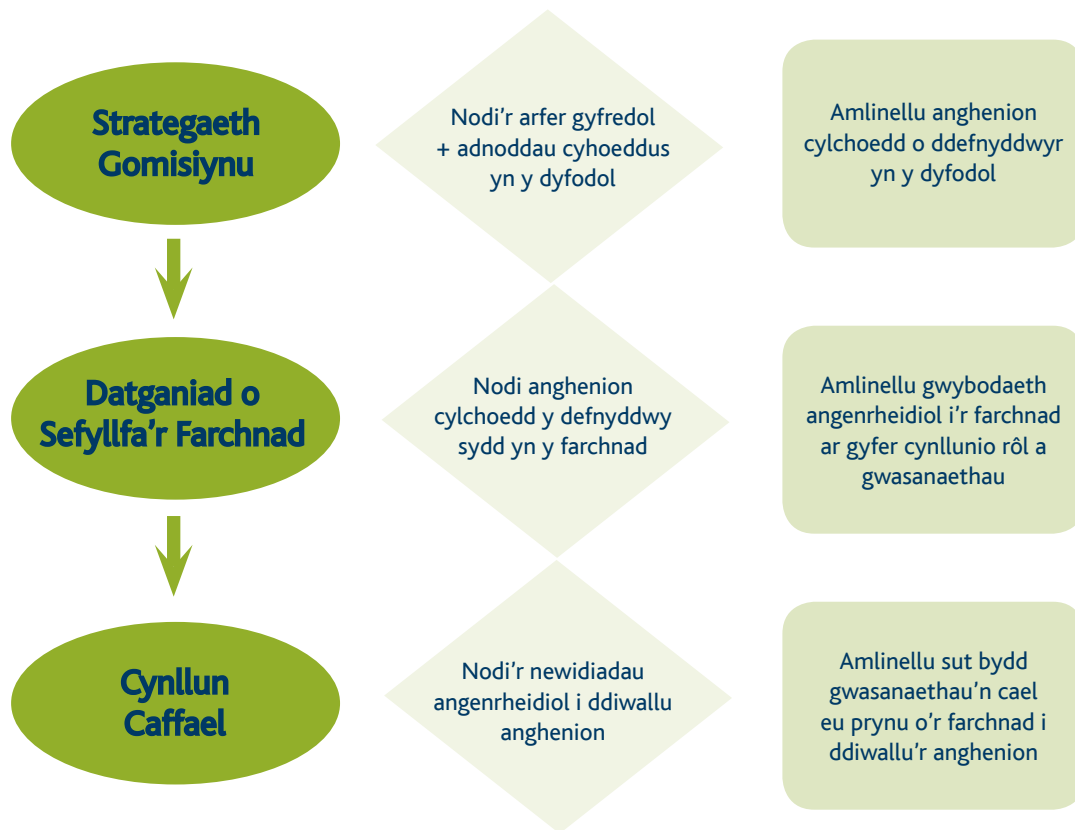 Strategaeth
Gomisiynu
Nodi'r arfer gyfredol
+ adnoddau cyhoeddus
yn y dyfodol
Amlinellu anghenion
cylchoedd o ddefnyddwyr
yn y dyfodol
Datganiad o
Sefyllfa'r Farchnad
Nodi anghenion
cylchoedd y defnyddwy
sydd yn y farchnad
Amlinellu gwybodaeth
angenrheidiol i'r farchnad
ar gyfer cynllunio rôl a
gwasanaethau
Cynllun
Caffael
Nodi'r newidiadau
angenrheidiol i ddiwallu
anghenion
Amlinellu sut bydd
gwasanaethau'n cael
eu prynu o'r farchnad i
ddiwallu'r anghenion